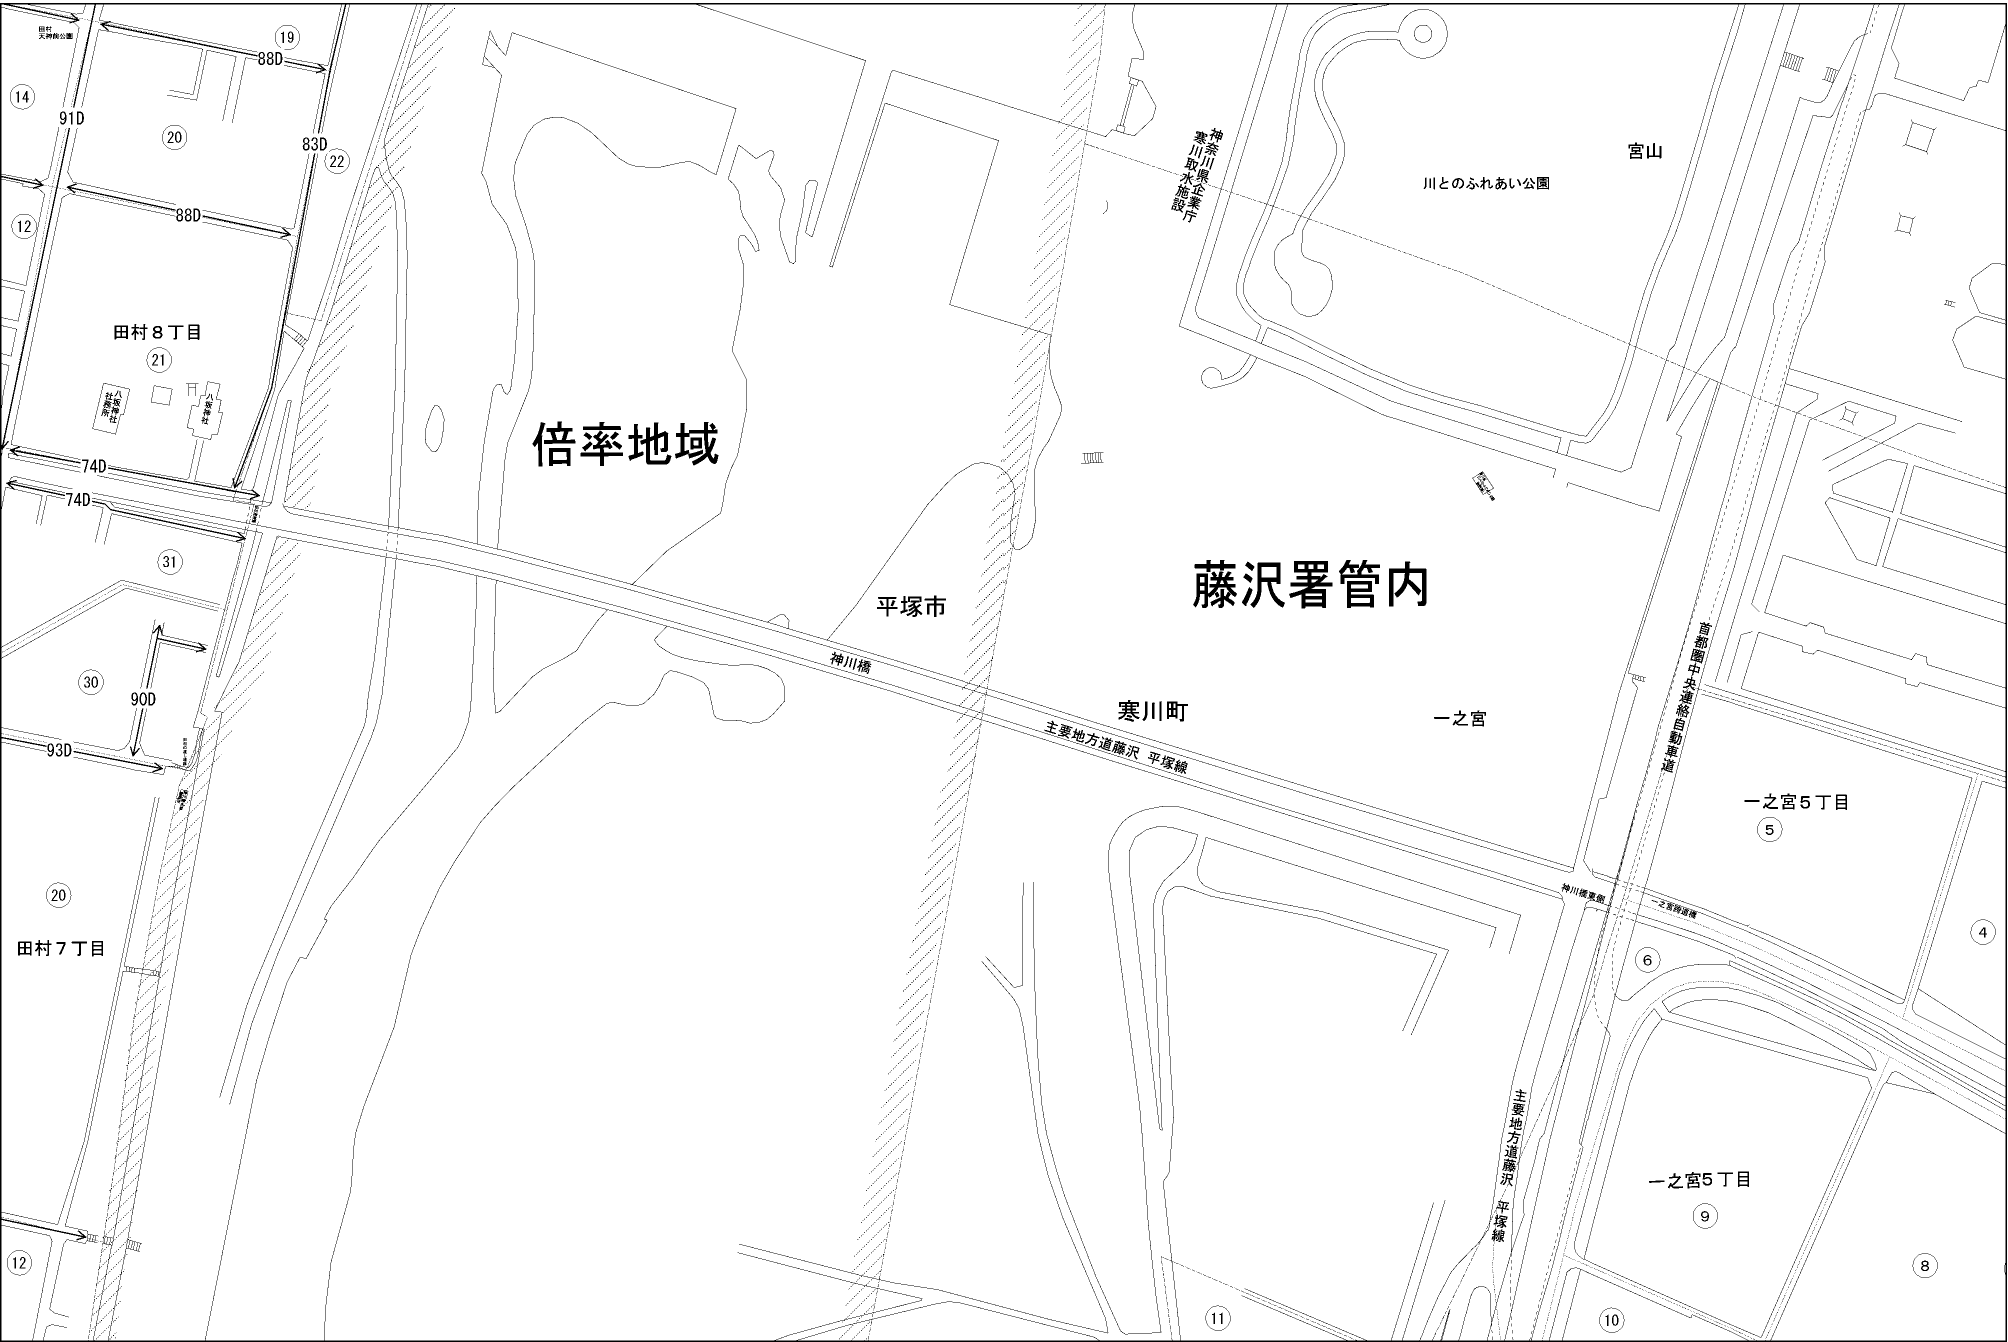 田村
天神前公園
19
88D
14
91D
20
83D
22
12
88D
田村８丁目
21
八坂神社
社務所
八坂神社
74D
74D
31
30
90D
93D
20
田村７丁目
12
倍率地域
平塚市
神川橋
神奈川県企業庁
寒川取水施設
宮山
川とのふれあい公園
藤沢署管内
寒川町
一之宮
主要地方道藤沢 平塚線
首都圏中央連絡自動車道
一之宮５丁目
5
神川橋東側
一之宮跨道橋
4
6
主要地方道藤沢 平塚線
一之宮５丁目
9
8
11
10